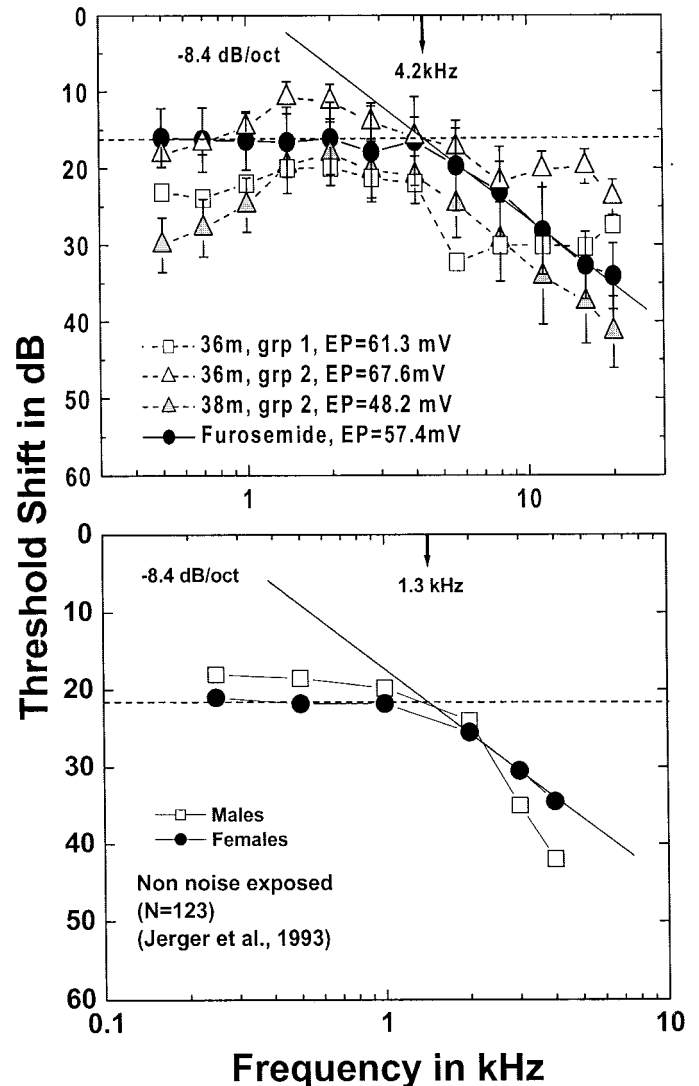 0
10
20
30
40
50
60
-8.4 dB/oct
4.2kHz
36m, grp 1, EP=61.3 mV
36m, grp 2, EP=67.6mV
38m, grp 2, EP=48.2 mV
Furosemide, EP=57.4mV
1
10
Threshold Shift in dB
0
10
20
30
40
50
60
-8.4 dB/oct
1.3 kHz
Males
Females
Non noise exposed
(N=123)
(Jerger et al., 1993)
0.1
1
10
Frequency in kHz